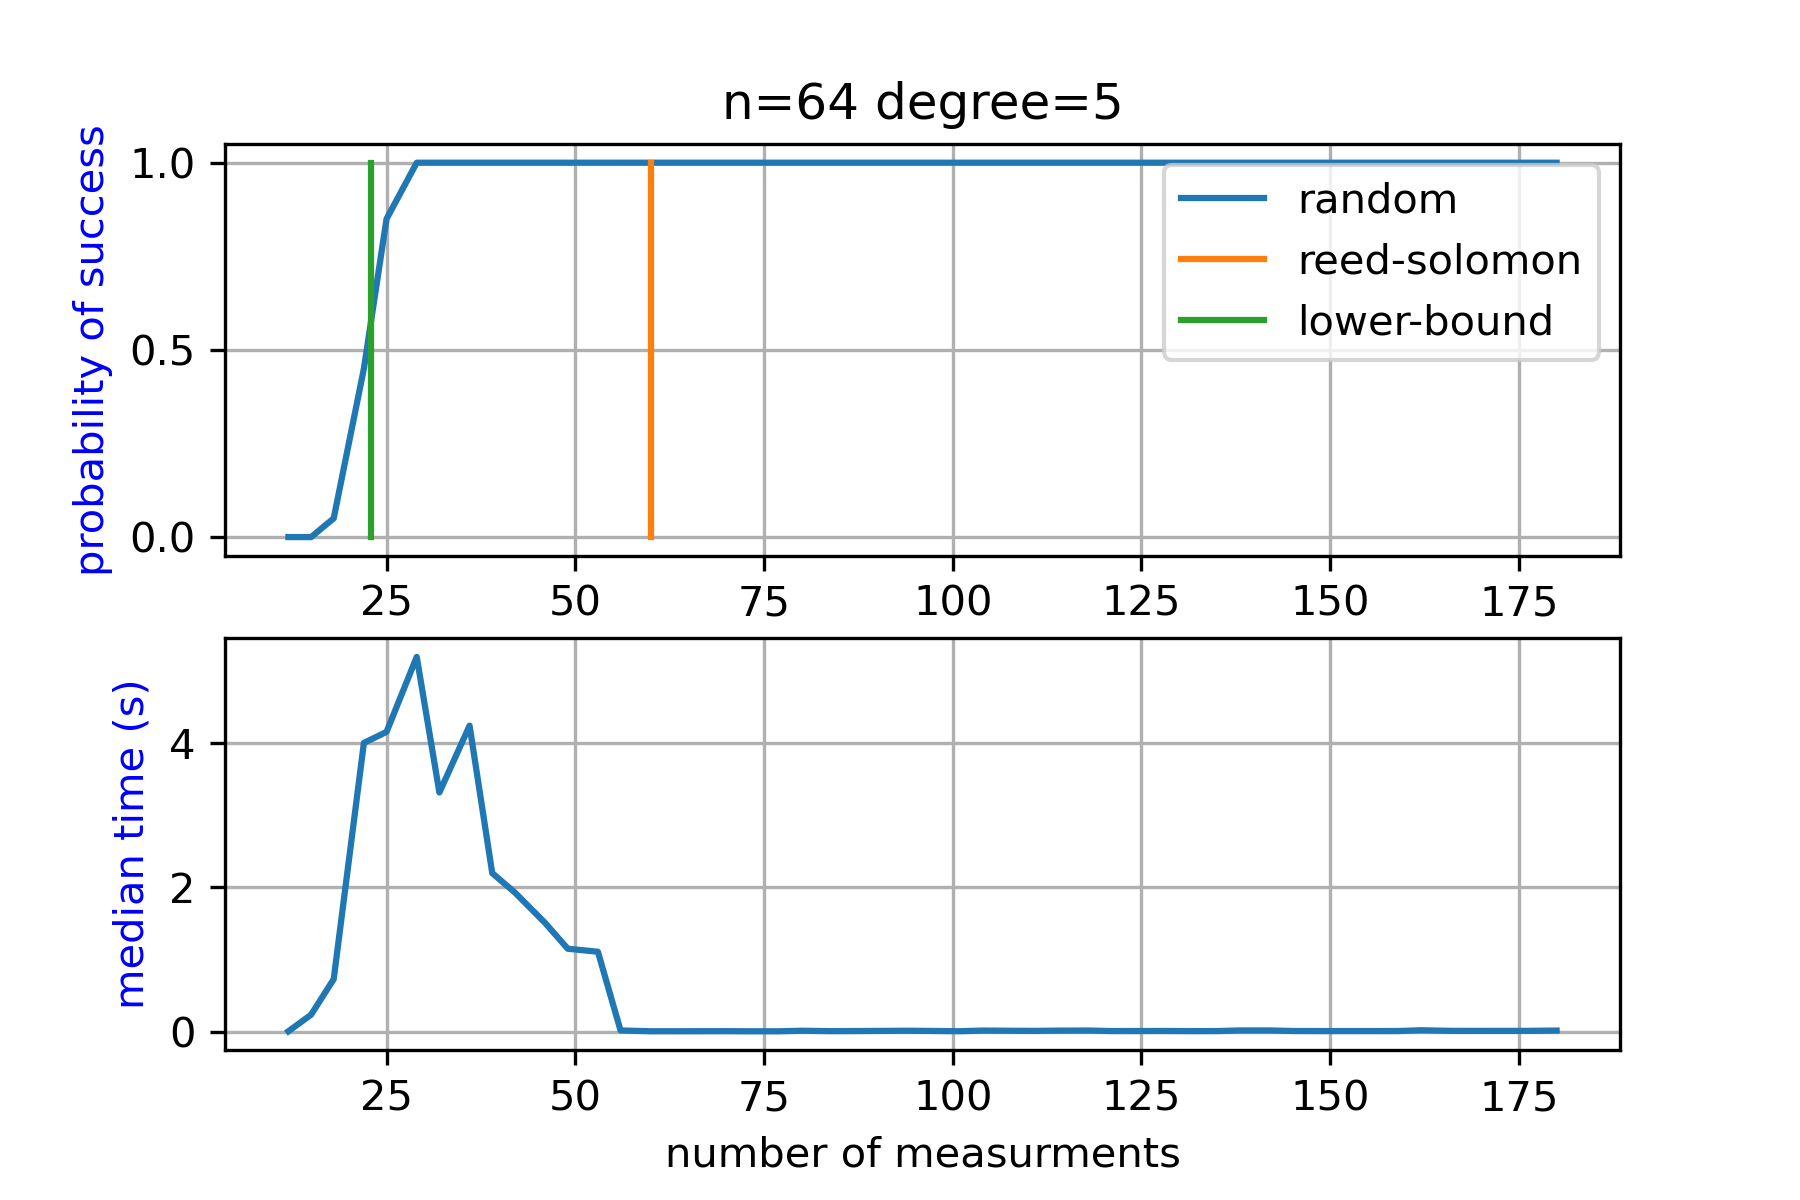 n=64 degree=5
probability of success
1.0
0.5
0.0
random
reed-solomon
lower-bound
25 50 75 100 125 150 175
median time (s)
4
2
0
25 50 75 100 125 150 175
number of measurments